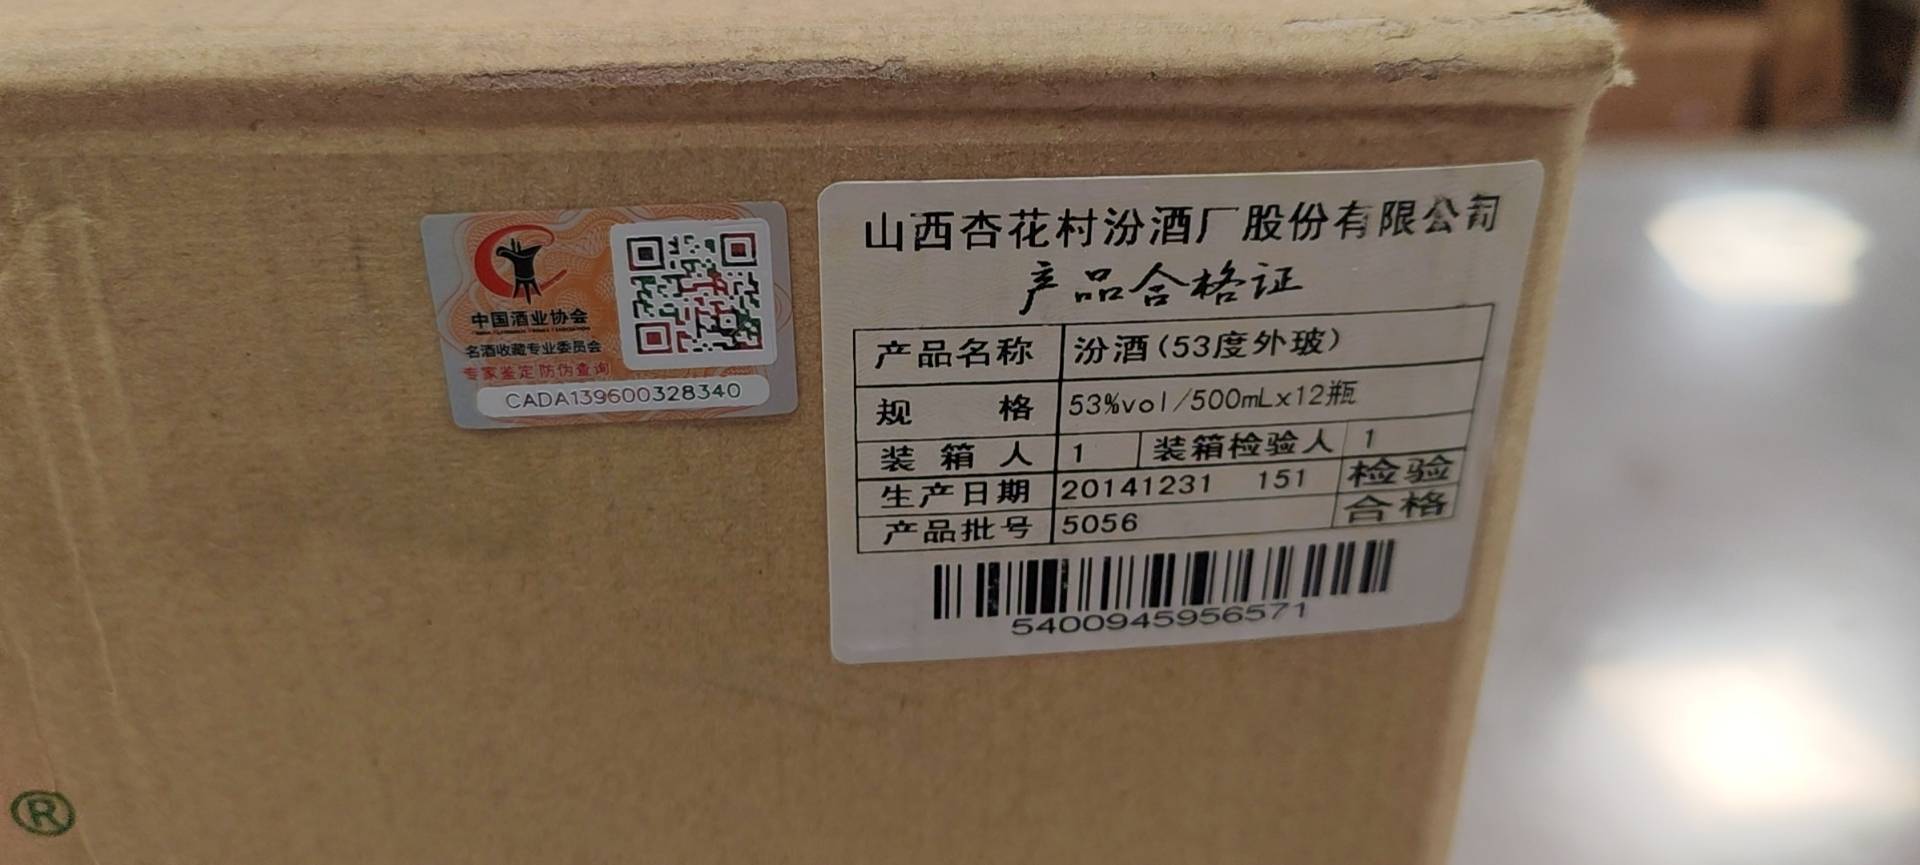 中国酒业协会
名酒收藏专业委员会
专家鉴定 防伪查询
CADA139600328340
山西杏花村汾酒厂股份有限公司
产品合格证
产品名称 汾酒(53度外玻)
规 格 53%vol/500mLx12瓶
装 箱 人 1 装箱检验人 1
生产日期 20141231 151 检验
产品批号 5056 合格
5400945956571
®